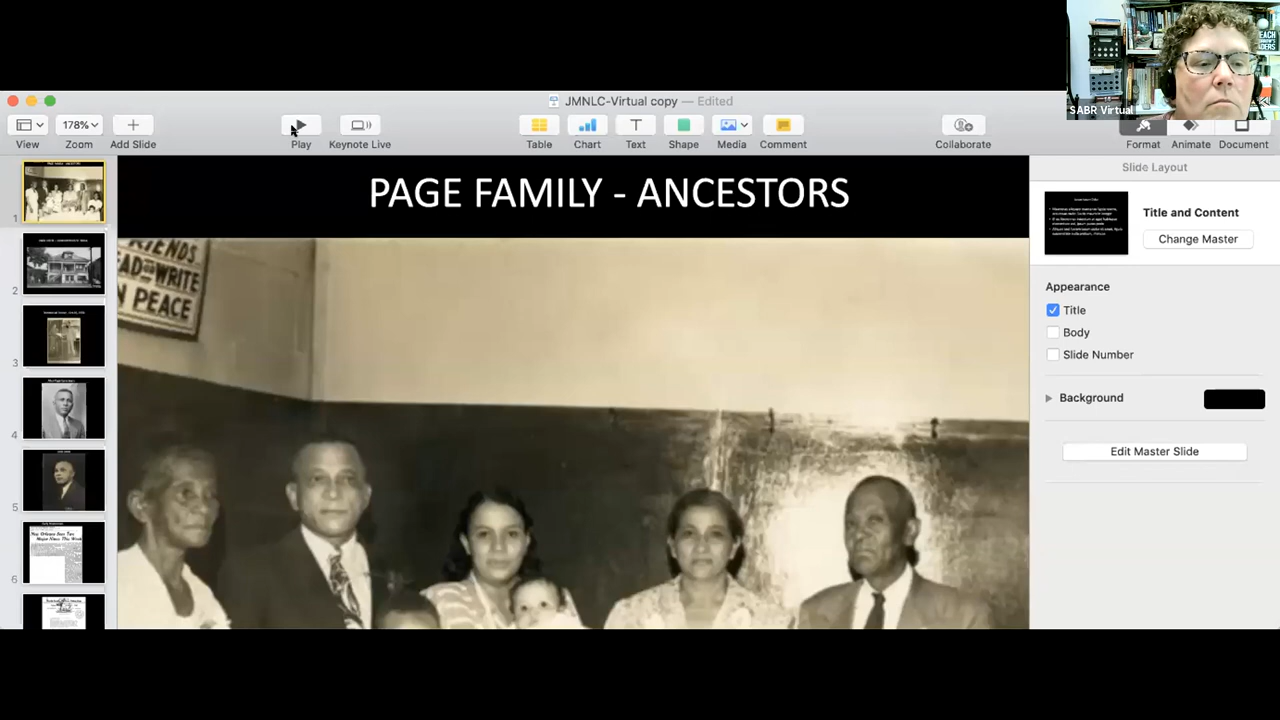 SABR Virtual
JMNLC-Virtual copy — Edited
178%
View
Zoom
Add Slide
Play
Keynote Live
Table
Chart
Text
Shape
Media
Comment
Collaborate
Format
Animate
Document
1
2
3
4
5
6
PAGE FAMILY - ANCESTORS
FRIENDS
OR WRITE
PEACE
Slide Layout
Title and Content
Change Master
Appearance
Title
Body
Slide Number
Background
Edit Master Slide